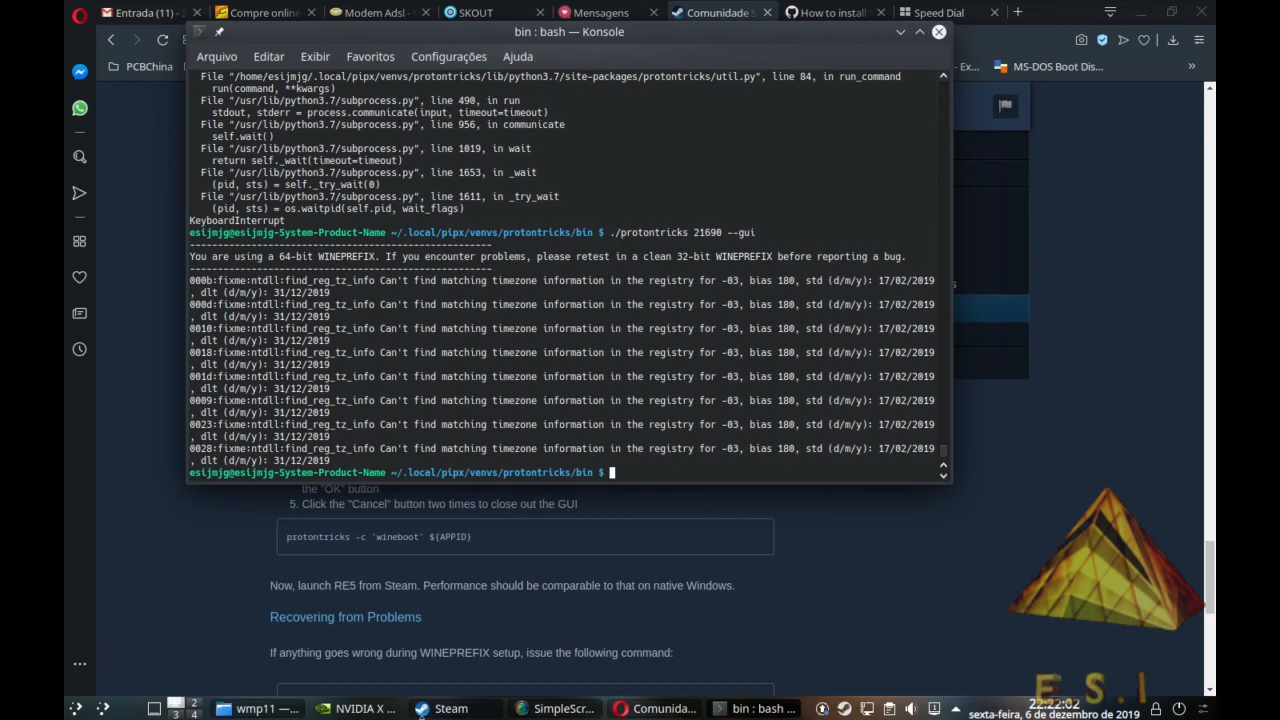 Entrada (11) - 2
Compre online
Modem Adsl -
SKOUT
Mensagens
Comunidade S
How to install
Speed Dial
bin : bash — Konsole
Arquivo Editar Exibir Favoritos Configurações Ajuda
PCBChina
- Ex...
MS-DOS Boot Dis...
File "/home/esijmjg/.local/pipx/venvs/protontricks/lib/python3.7/site-packages/protontricks/util.py", line 84, in run_command
run(command, **kwargs)
File "/usr/lib/python3.7/subprocess.py", line 490, in run
stdout, stderr = process.communicate(input, timeout=timeout)
File "/usr/lib/python3.7/subprocess.py", line 956, in communicate
self.wait()
File "/usr/lib/python3.7/subprocess.py", line 1019, in wait
return self._wait(timeout=timeout)
File "/usr/lib/python3.7/subprocess.py", line 1653, in _wait
(pid, sts) = self._try_wait(0)
File "/usr/lib/python3.7/subprocess.py", line 1611, in _try_wait
(pid, sts) = os.waitpid(self.pid, wait_flags)
KeyboardInterrupt
esijmjg@esijmjg-System-Product-Name ~/.local/pipx/venvs/protontricks/bin $ ./protontricks 21690 --gui
------------------------------------------------------
You are using a 64-bit WINEPREFIX. If you encounter problems, please retest in a clean 32-bit WINEPREFIX before reporting a bug.
------------------------------------------------------
000b:fixme:ntdll:find_reg_tz_info Can't find matching timezone information in the registry for -03, bias 180, std (d/m/y): 17/02/2019
, dlt (d/m/y): 31/12/2019
000d:fixme:ntdll:find_reg_tz_info Can't find matching timezone information in the registry for -03, bias 180, std (d/m/y): 17/02/2019
, dlt (d/m/y): 31/12/2019
0010:fixme:ntdll:find_reg_tz_info Can't find matching timezone information in the registry for -03, bias 180, std (d/m/y): 17/02/2019
, dlt (d/m/y): 31/12/2019
0018:fixme:ntdll:find_reg_tz_info Can't find matching timezone information in the registry for -03, bias 180, std (d/m/y): 17/02/2019
, dlt (d/m/y): 31/12/2019
001d:fixme:ntdll:find_reg_tz_info Can't find matching timezone information in the registry for -03, bias 180, std (d/m/y): 17/02/2019
, dlt (d/m/y): 31/12/2019
0009:fixme:ntdll:find_reg_tz_info Can't find matching timezone information in the registry for -03, bias 180, std (d/m/y): 17/02/2019
, dlt (d/m/y): 31/12/2019
0023:fixme:ntdll:find_reg_tz_info Can't find matching timezone information in the registry for -03, bias 180, std (d/m/y): 17/02/2019
, dlt (d/m/y): 31/12/2019
0028:fixme:ntdll:find_reg_tz_info Can't find matching timezone information in the registry for -03, bias 180, std (d/m/y): 17/02/2019
, dlt (d/m/y): 31/12/2019
esijmjg@esijmjg-System-Product-Name ~/.local/pipx/venvs/protontricks/bin $
the "OK" button
5. Click the "Cancel" button two times to close out the GUI
protontricks -c 'wineboot' ${APPID}
Now, launch RE5 from Steam. Performance should be comparable to that on native Windows.
Recovering from Problems
If anything goes wrong during WINEPREFIX setup, issue the following command:
E.S.I
2
3 4
wmp11 —...
NVIDIA X ...
Steam
SimpleScr...
Comunida...
bin : bash ...
22:22:02
sexta-feira, 6 de dezembro de 2019